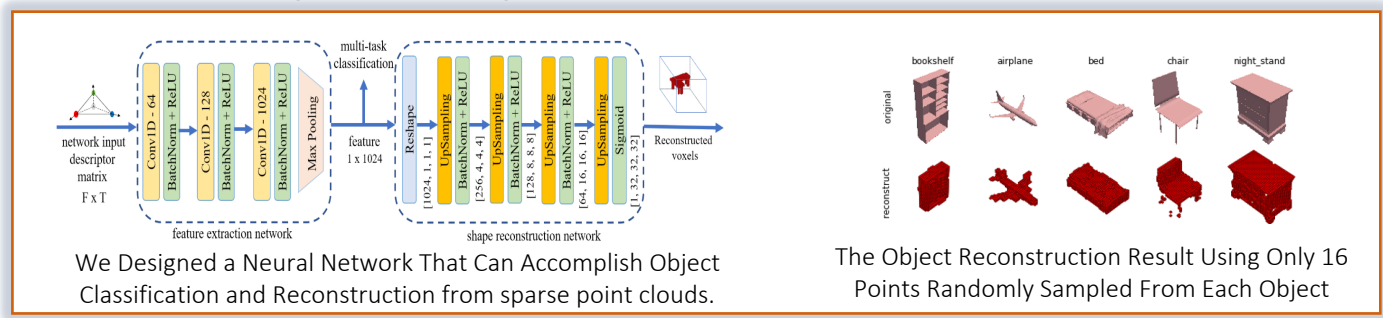 multi-task
classification
network input
descriptor
matrix
F x T
Conv1D - 64
BatchNorm + ReLU
Conv1D - 128
BatchNorm + ReLU
Conv1D - 1024
BatchNorm + ReLU
Max Pooling
feature extraction network
feature
1 x 1024
Reshape
[1024, 1, 1, 1]
UpSampling
BatchNorm + ReLU
[256, 4, 4, 4]
UpSampling
BatchNorm + ReLU
[128, 8, 8, 8]
UpSampling
BatchNorm + ReLU
[64, 16, 16, 16]
UpSampling
Sigmoid
[1, 32, 32, 32]
shape reconstruction network
Reconstructed
voxels
We Designed a Neural Network That Can Accomplish Object
Classification and Reconstruction from sparse point clouds.
bookshelf airplane bed chair night_stand
original
reconstruct
The Object Reconstruction Result Using Only 16
Points Randomly Sampled From Each Object